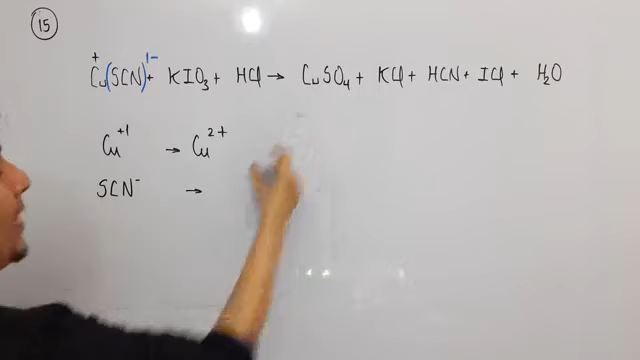 15
Cu⁺(SCN)¹⁻ + KIO₃ + HCl → CuSO₄ + KCl + HCN + ICl + H₂O
Cu⁺¹ → Cu²⁺
SCN⁻ →